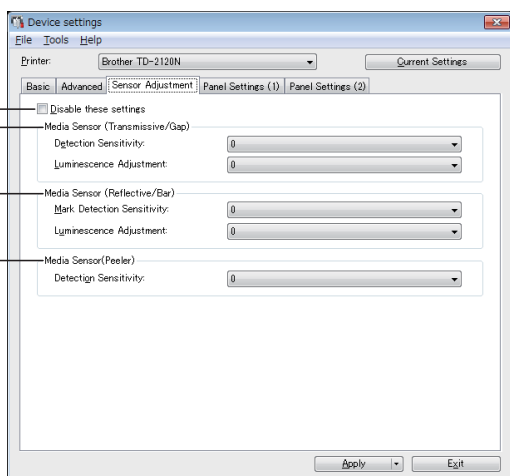 Device settings
File Tools Help
Printer: Brother TD-2120N Current Settings
Basic Advanced Sensor Adjustment Panel Settings (1) Panel Settings (2)
Disable these settings
Media Sensor (Transmissive/Gap)
Detection Sensitivity: 0
Luminescence Adjustment: 0
Media Sensor (Reflective/Bar)
Mark Detection Sensitivity: 0
Luminescence Adjustment: 0
Media Sensor(Peeler)
Detection Sensitivity: 0
Apply Exit